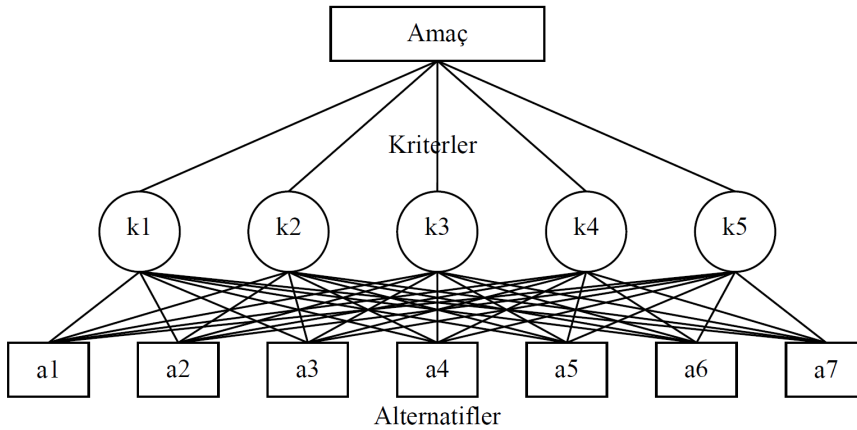 Amaç
Kriterler
k1 k2 k3 k4 k5
a1 a2 a3 a4 a5 a6 a7
Alternatifler